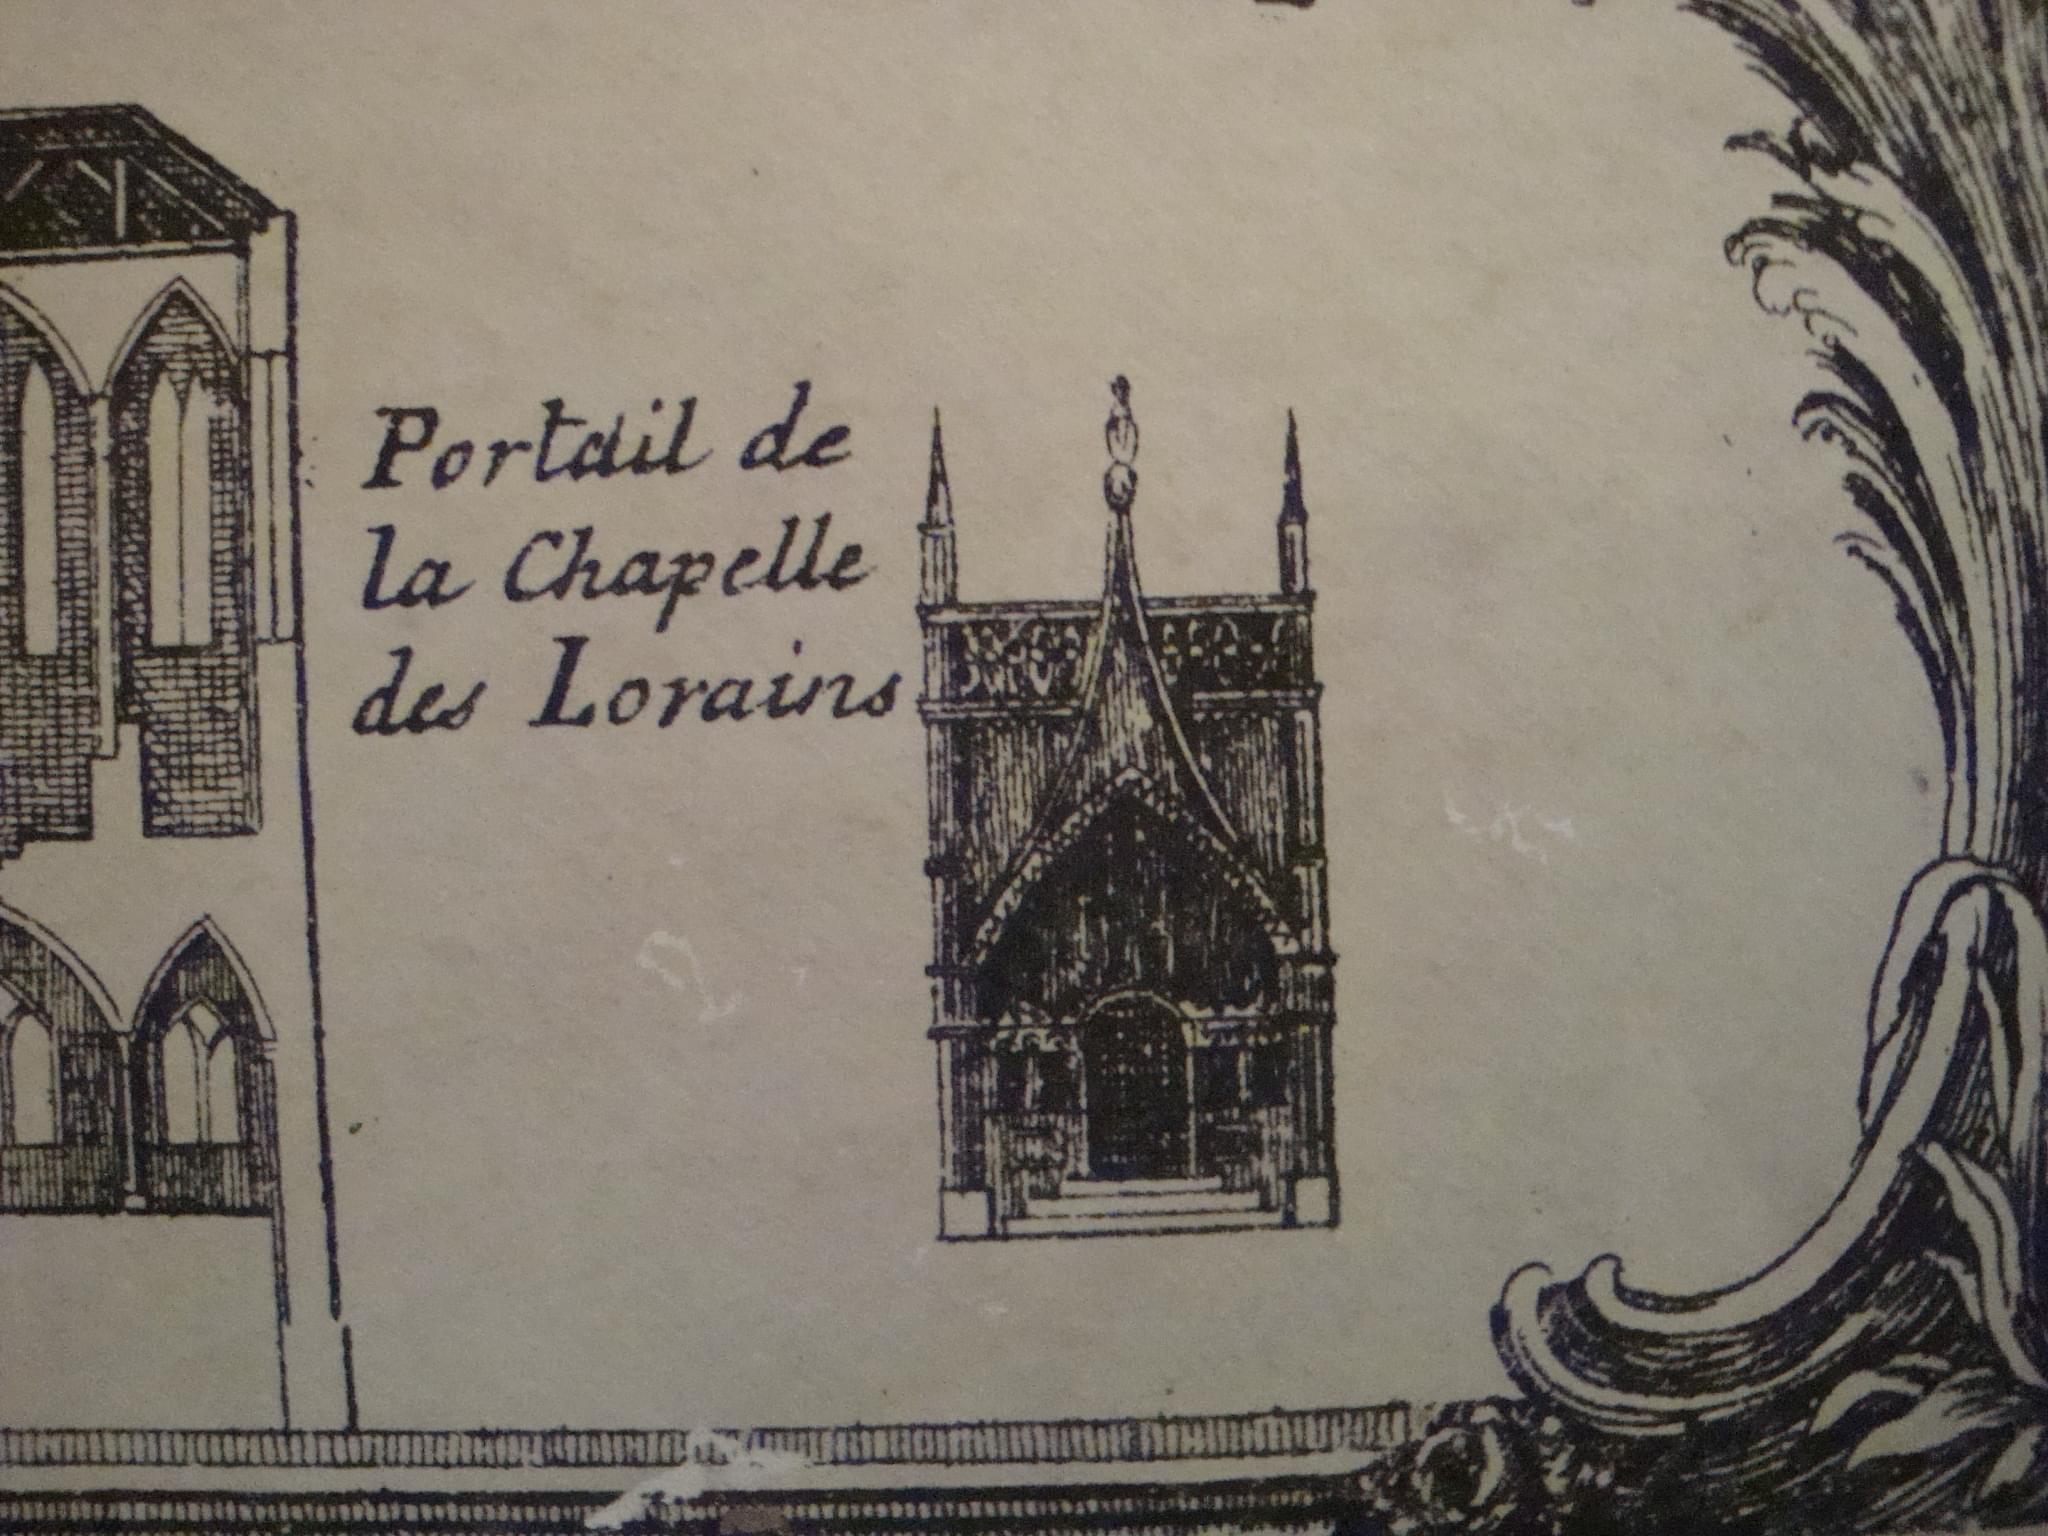 Portail de
la Chapelle
des Lorains